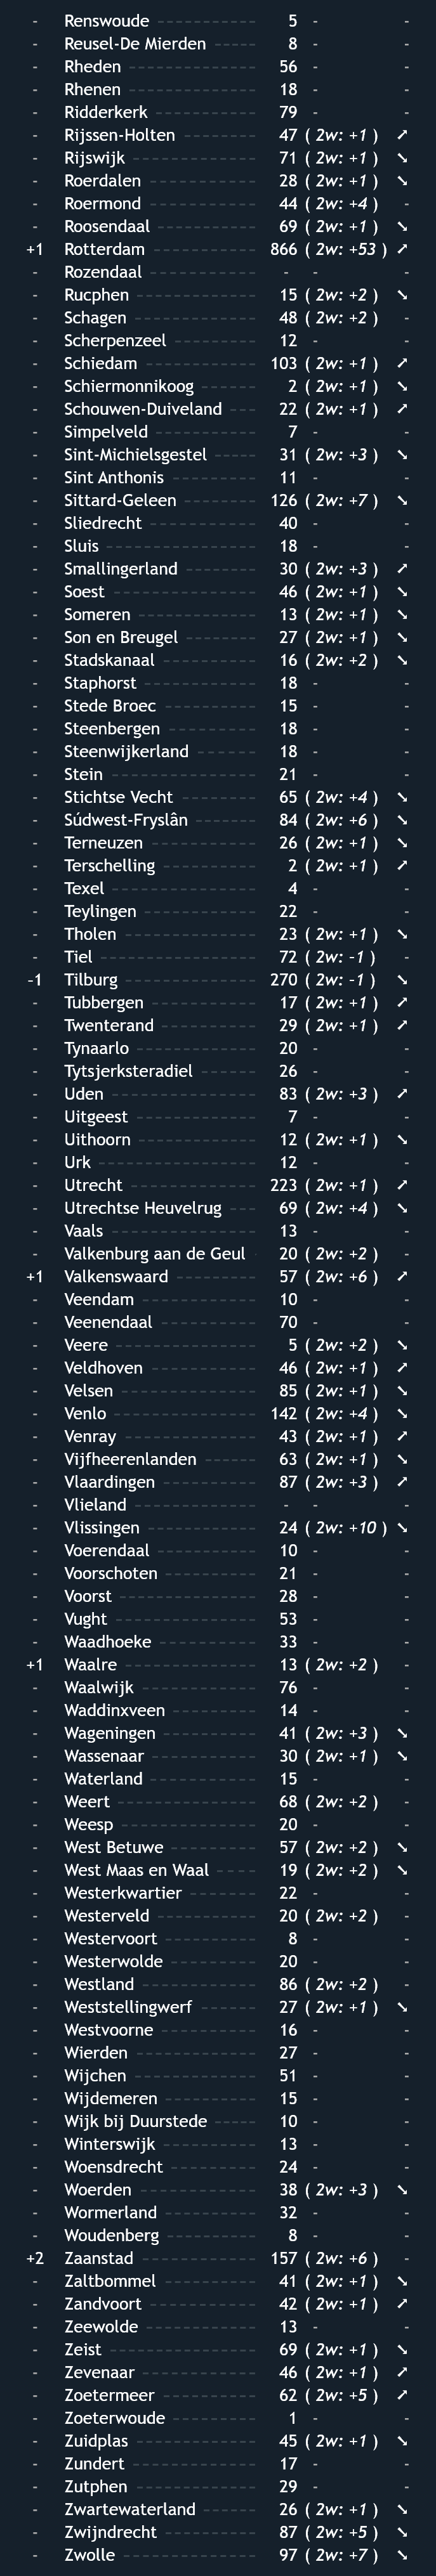 - Renswoude 5 - -
- Reusel-De Mierden 8 - -
- Rheden 56 - -
- Rhenen 18 - -
- Ridderkerk 79 - -
- Rijssen-Holten 47 ( 2w: +1 ) ↗
- Rijswijk 71 ( 2w: +1 ) ↘
- Roerdalen 28 ( 2w: +1 ) ↘
- Roermond 44 ( 2w: +4 ) -
- Roosendaal 69 ( 2w: +1 ) ↘
+1 Rotterdam 866 ( 2w: +53 ) ↗
- Rozendaal - - -
- Rucphen 15 ( 2w: +2 ) ↘
- Schagen 48 ( 2w: +2 ) -
- Scherpenzeel 12 - -
- Schiedam 103 ( 2w: +1 ) ↗
- Schiermonnikoog 2 ( 2w: +1 ) ↘
- Schouwen-Duiveland 22 ( 2w: +1 ) ↗
- Simpelveld 7 - -
- Sint-Michielsgestel 31 ( 2w: +3 ) ↘
- Sint Anthonis 11 - -
- Sittard-Geleen 126 ( 2w: +7 ) ↘
- Sliedrecht 40 - -
- Sluis 18 - -
- Smallingerland 30 ( 2w: +3 ) ↗
- Soest 46 ( 2w: +1 ) ↘
- Someren 13 ( 2w: +1 ) ↘
- Son en Breugel 27 ( 2w: +1 ) ↘
- Stadskanaal 16 ( 2w: +2 ) ↘
- Staphorst 18 - -
- Stede Broec 15 - -
- Steenbergen 18 - -
- Steenwijkerland 18 - -
- Stein 21 - -
- Stichtse Vecht 65 ( 2w: +4 ) ↘
- Súdwest-Fryslân 84 ( 2w: +6 ) ↘
- Terneuzen 26 ( 2w: +1 ) ↘
- Terschelling 2 ( 2w: +1 ) ↗
- Texel 4 - -
- Teylingen 22 - -
- Tholen 23 ( 2w: +1 ) ↘
- Tiel 72 ( 2w: -1 ) -
-1 Tilburg 270 ( 2w: -1 ) ↘
- Tubbergen 17 ( 2w: +1 ) ↗
- Twenterand 29 ( 2w: +1 ) ↗
- Tynaarlo 20 - -
- Tytsjerksteradiel 26 - -
- Uden 83 ( 2w: +3 ) ↗
- Uitgeest 7 - -
- Uithoorn 12 ( 2w: +1 ) ↘
- Urk 12 - -
- Utrecht 223 ( 2w: +1 ) ↗
- Utrechtse Heuvelrug 69 ( 2w: +4 ) ↘
- Vaals 13 - -
- Valkenburg aan de Geul 20 ( 2w: +2 ) -
+1 Valkenswaard 57 ( 2w: +6 ) ↗
- Veendam 10 - -
- Veenendaal 70 - -
- Veere 5 ( 2w: +2 ) ↘
- Veldhoven 46 ( 2w: +1 ) ↗
- Velsen 85 ( 2w: +1 ) ↘
- Venlo 142 ( 2w: +4 ) ↘
- Venray 43 ( 2w: +1 ) ↗
- Vijfheerenlanden 63 ( 2w: +1 ) ↘
- Vlaardingen 87 ( 2w: +3 ) ↗
- Vlieland - - -
- Vlissingen 24 ( 2w: +10 ) ↘
- Voerendaal 10 - -
- Voorschoten 21 - -
- Voorst 28 - -
- Vught 53 - -
- Waadhoeke 33 - -
+1 Waalre 13 ( 2w: +2 ) -
- Waalwijk 76 - -
- Waddinxveen 14 - -
- Wageningen 41 ( 2w: +3 ) ↘
- Wassenaar 30 ( 2w: +1 ) ↘
- Waterland 15 - -
- Weert 68 ( 2w: +2 ) -
- Weesp 20 - -
- West Betuwe 57 ( 2w: +2 ) ↘
- West Maas en Waal 19 ( 2w: +2 ) ↘
- Westerkwartier 22 - -
- Westerveld 20 ( 2w: +2 ) -
- Westervoort 8 - -
- Westerwolde 20 - -
- Westland 86 ( 2w: +2 ) -
- Weststellingwerf 27 ( 2w: +1 ) ↘
- Westvoorne 16 - -
- Wierden 27 - -
- Wijchen 51 - -
- Wijdemeren 15 - -
- Wijk bij Duurstede 10 - -
- Winterswijk 13 - -
- Woensdrecht 24 - -
- Woerden 38 ( 2w: +3 ) ↘
- Wormerland 32 - -
- Woudenberg 8 - -
+2 Zaanstad 157 ( 2w: +6 ) -
- Zaltbommel 41 ( 2w: +1 ) ↘
- Zandvoort 42 ( 2w: +1 ) ↗
- Zeewolde 13 - -
- Zeist 69 ( 2w: +1 ) ↘
- Zevenaar 46 ( 2w: +1 ) ↗
- Zoetermeer 62 ( 2w: +5 ) ↗
- Zoeterwoude 1 - -
- Zuidplas 45 ( 2w: +1 ) ↘
- Zundert 17 - -
- Zutphen 29 - -
- Zwartewaterland 26 ( 2w: +1 ) ↘
- Zwijndrecht 87 ( 2w: +5 ) ↘
- Zwolle 97 ( 2w: +7 ) ↘